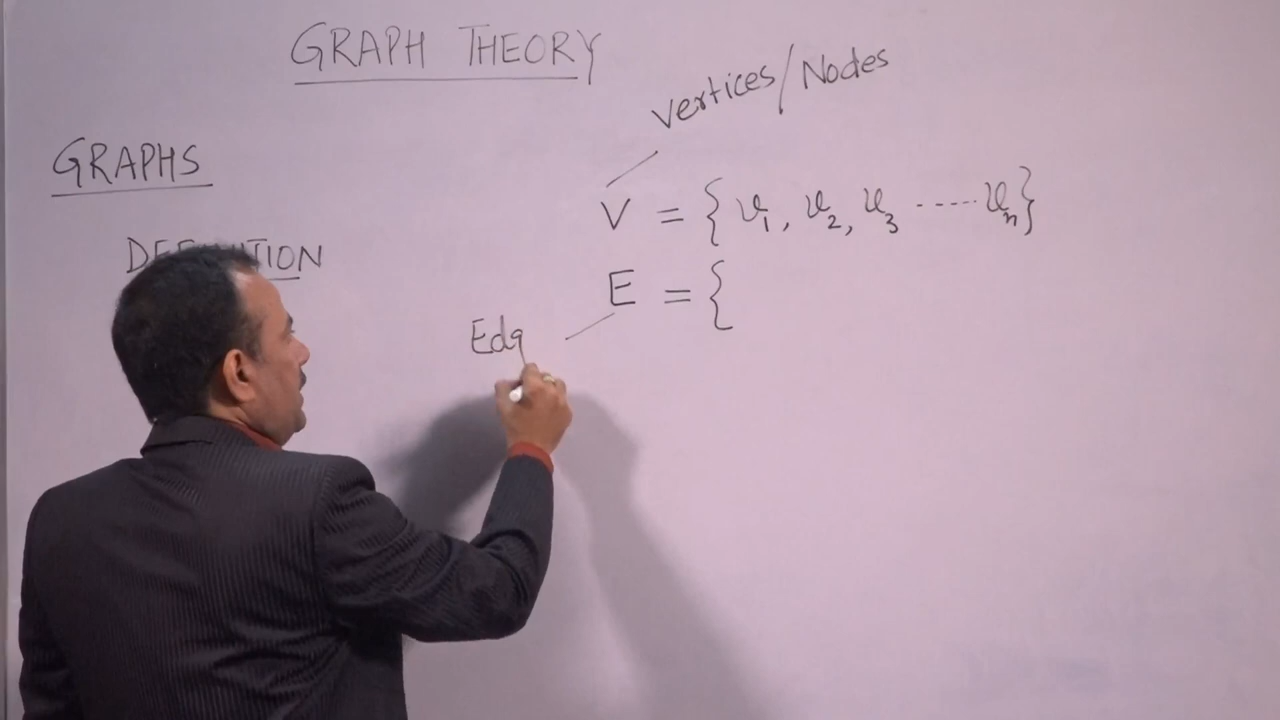 GRAPH THEORY
vertices/Nodes
GRAPHS
V = { v1, v2, v3 ----- vn}
E = {
Edg